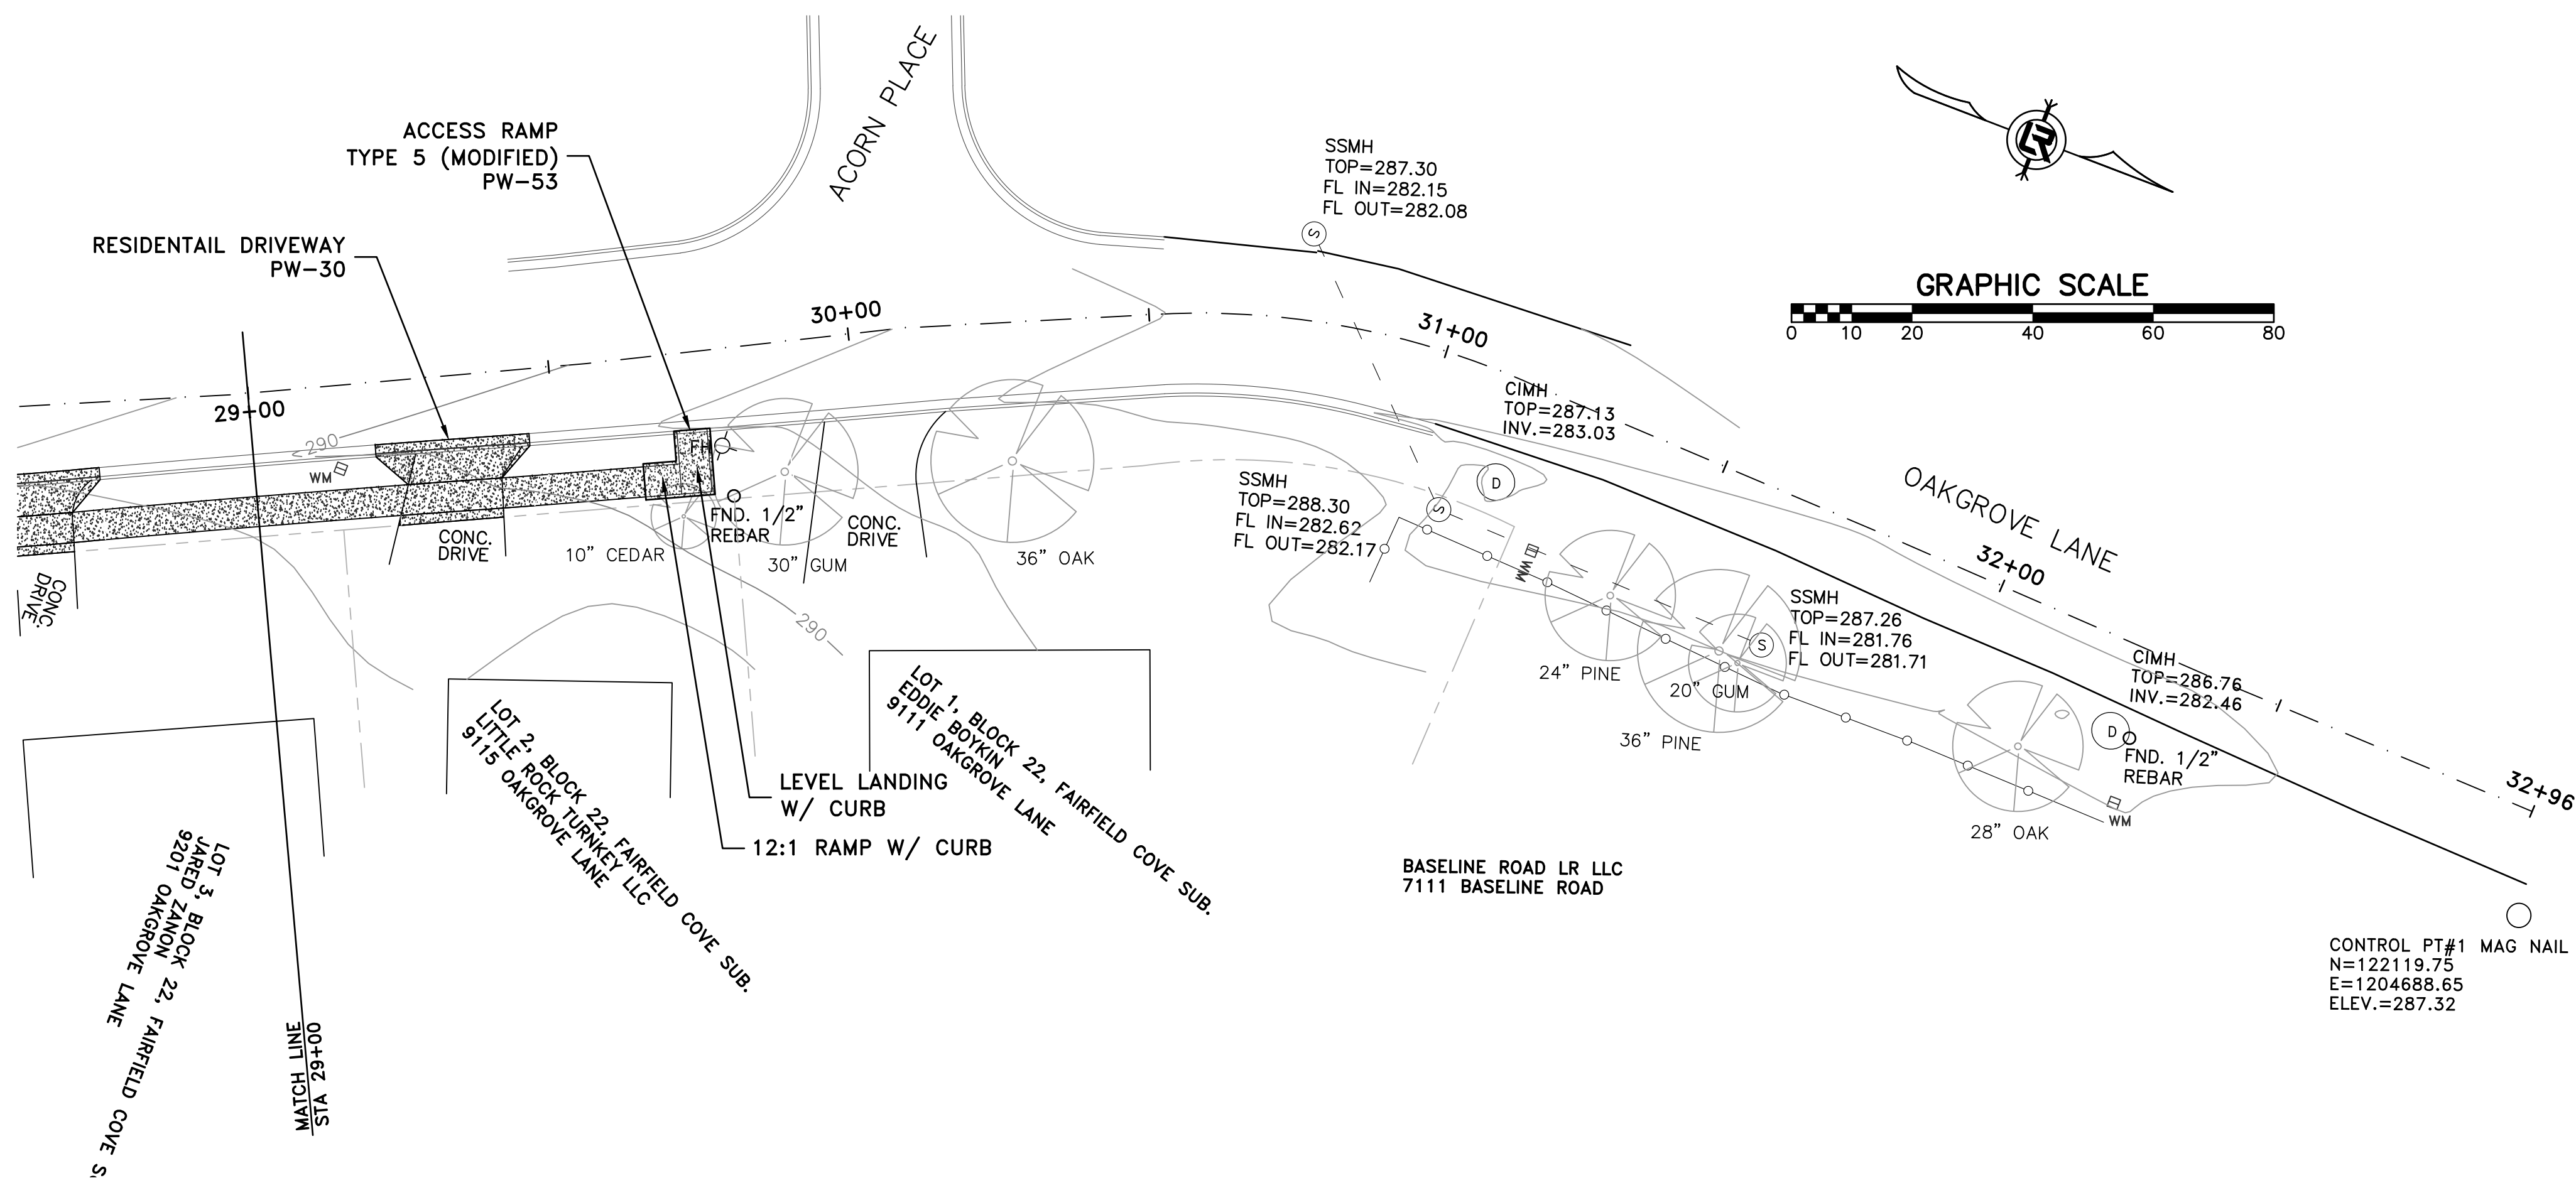 ACORN PLACE
ACCESS RAMP
TYPE 5 (MODIFIED)
PW-53
SSMH
TOP=287.30
FL IN=282.15
FL OUT=282.08
S
LR
RESIDENTAIL DRIVEWAY
PW-30
GRAPHIC SCALE
0 10 20 40 60 80
30+00
31+00
29+00
290
WM
FH
CIMH
TOP=287.13
INV.=283.03
OAKGROVE LANE
SSMH
TOP=288.30
FL IN=282.62
FL OUT=282.17
S
D
WM
FND. 1/2"
REBAR
CONC.
DRIVE
CONC.
DRIVE
10" CEDAR
30" GUM
36" OAK
32+00
CONC.
DRIVE
290
SSMH
TOP=287.26
FL IN=281.76
FL OUT=281.71
S
24" PINE
20" GUM
36" PINE
CIMH
TOP=286.76
INV.=282.46
D
FND. 1/2"
REBAR
WM
28" OAK
32+96
LOT 1, BLOCK 22, FAIRFIELD COVE SUB.
EDDIE BOYKIN
9111 OAKGROVE LANE
LOT 2, BLOCK 22, FAIRFIELD COVE SUB.
LITTLE ROCK TURNKEY LLC
9115 OAKGROVE LANE
LEVEL LANDING
W/ CURB
12:1 RAMP W/ CURB
LOT 3, BLOCK 22, FAIRFIELD COVE S
JARED ZANON
9201 OAKGROVE LANE
BASELINE ROAD LR LLC
7111 BASELINE ROAD
CONTROL PT#1 MAG NAIL
N=122119.75
E=1204688.65
ELEV.=287.32
MATCH LINE
STA 29+00